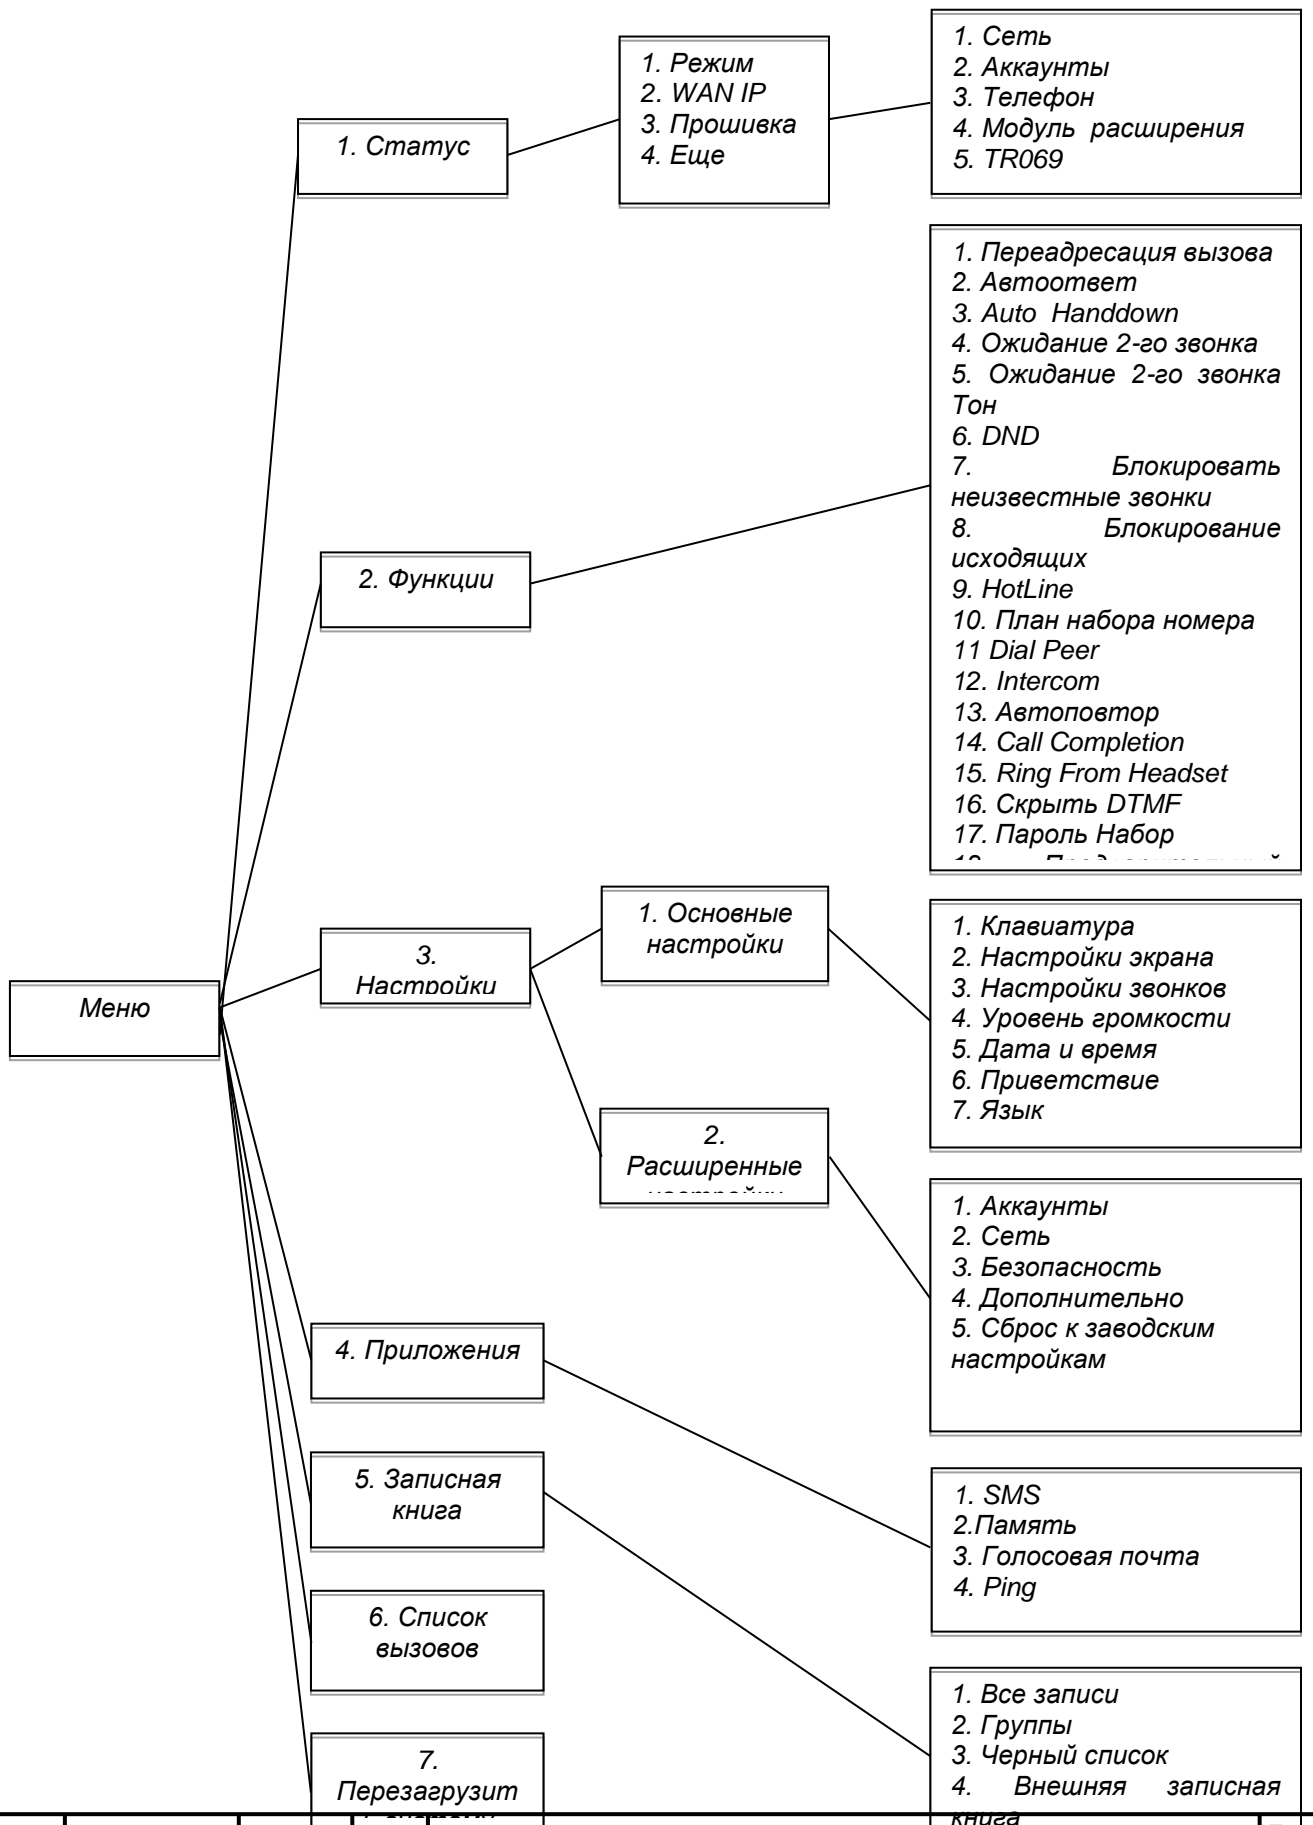 1. Сеть
2. Аккаунты
3. Телефон
4. Модуль расширения
5. TR069
1. Режим
2. WAN IP
3. Прошивка
4. Еще
1. Статус
1. Переадресация вызова
2. Автоответ
3. Auto Handdown
4. Ожидание 2-го звонка
5. Ожидание 2-го звонка
Тон
6. DND
7. Блокировать
неизвестные звонки
8. Блокирование
исходящих
9. HotLine
10. План набора номера
11 Dial Peer
12. Intercom
13. Автоповтор
14. Call Completion
15. Ring From Headset
16. Скрыть DTMF
17. Пароль Набор
2. Функции
1. Основные
настройки
3.
Настройки
Меню
1. Клавиатура
2. Настройки экрана
3. Настройки звонков
4. Уровень громкости
5. Дата и время
6. Приветствие
7. Язык
2.
Расширенные
1. Аккаунты
2. Сеть
3. Безопасность
4. Дополнительно
5. Сброс к заводским
настройкам
4. Приложения
5. Записная
книга
1. SMS
2.Память
3. Голосовая почта
4. Ping
6. Список
вызовов
1. Все записи
2. Группы
3. Черный список
4. Внешняя записная
книга
7.
Перезагрузит